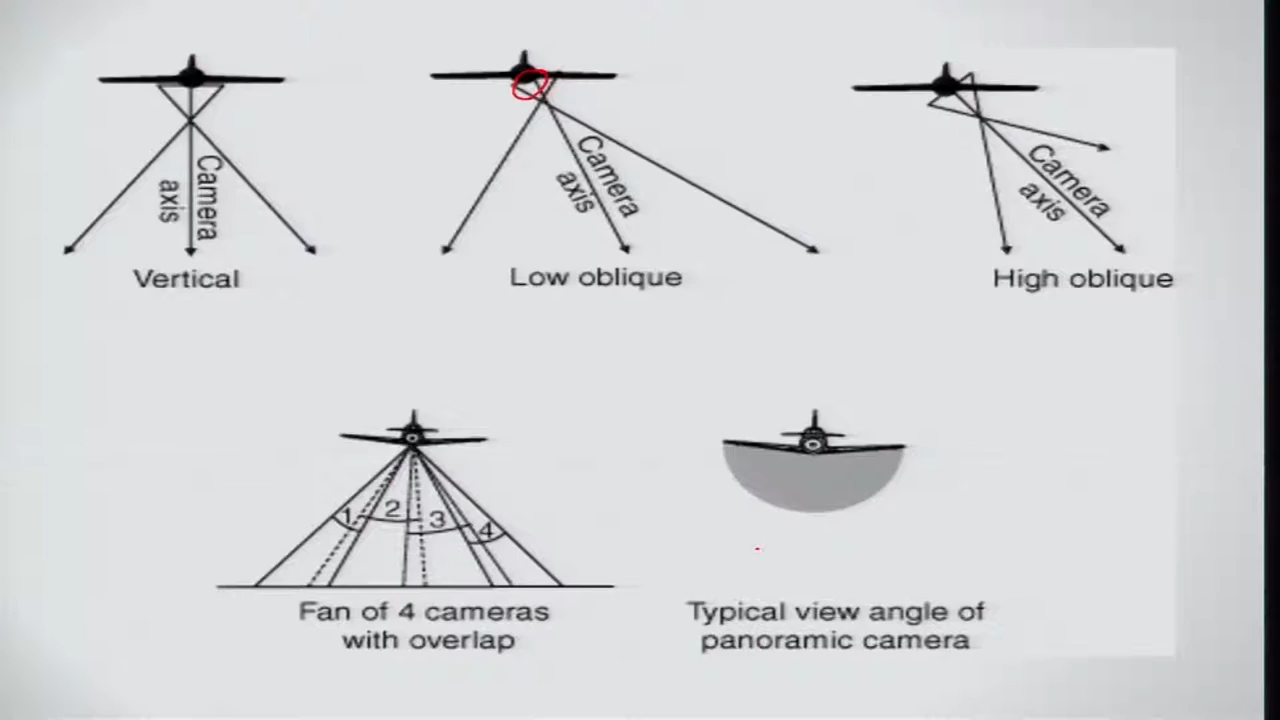 Camera
axis
Vertical
Camera
axis
Low oblique
Camera
axis
High oblique
1 2 3 4
Fan of 4 cameras
with overlap
Typical view angle of
panoramic camera